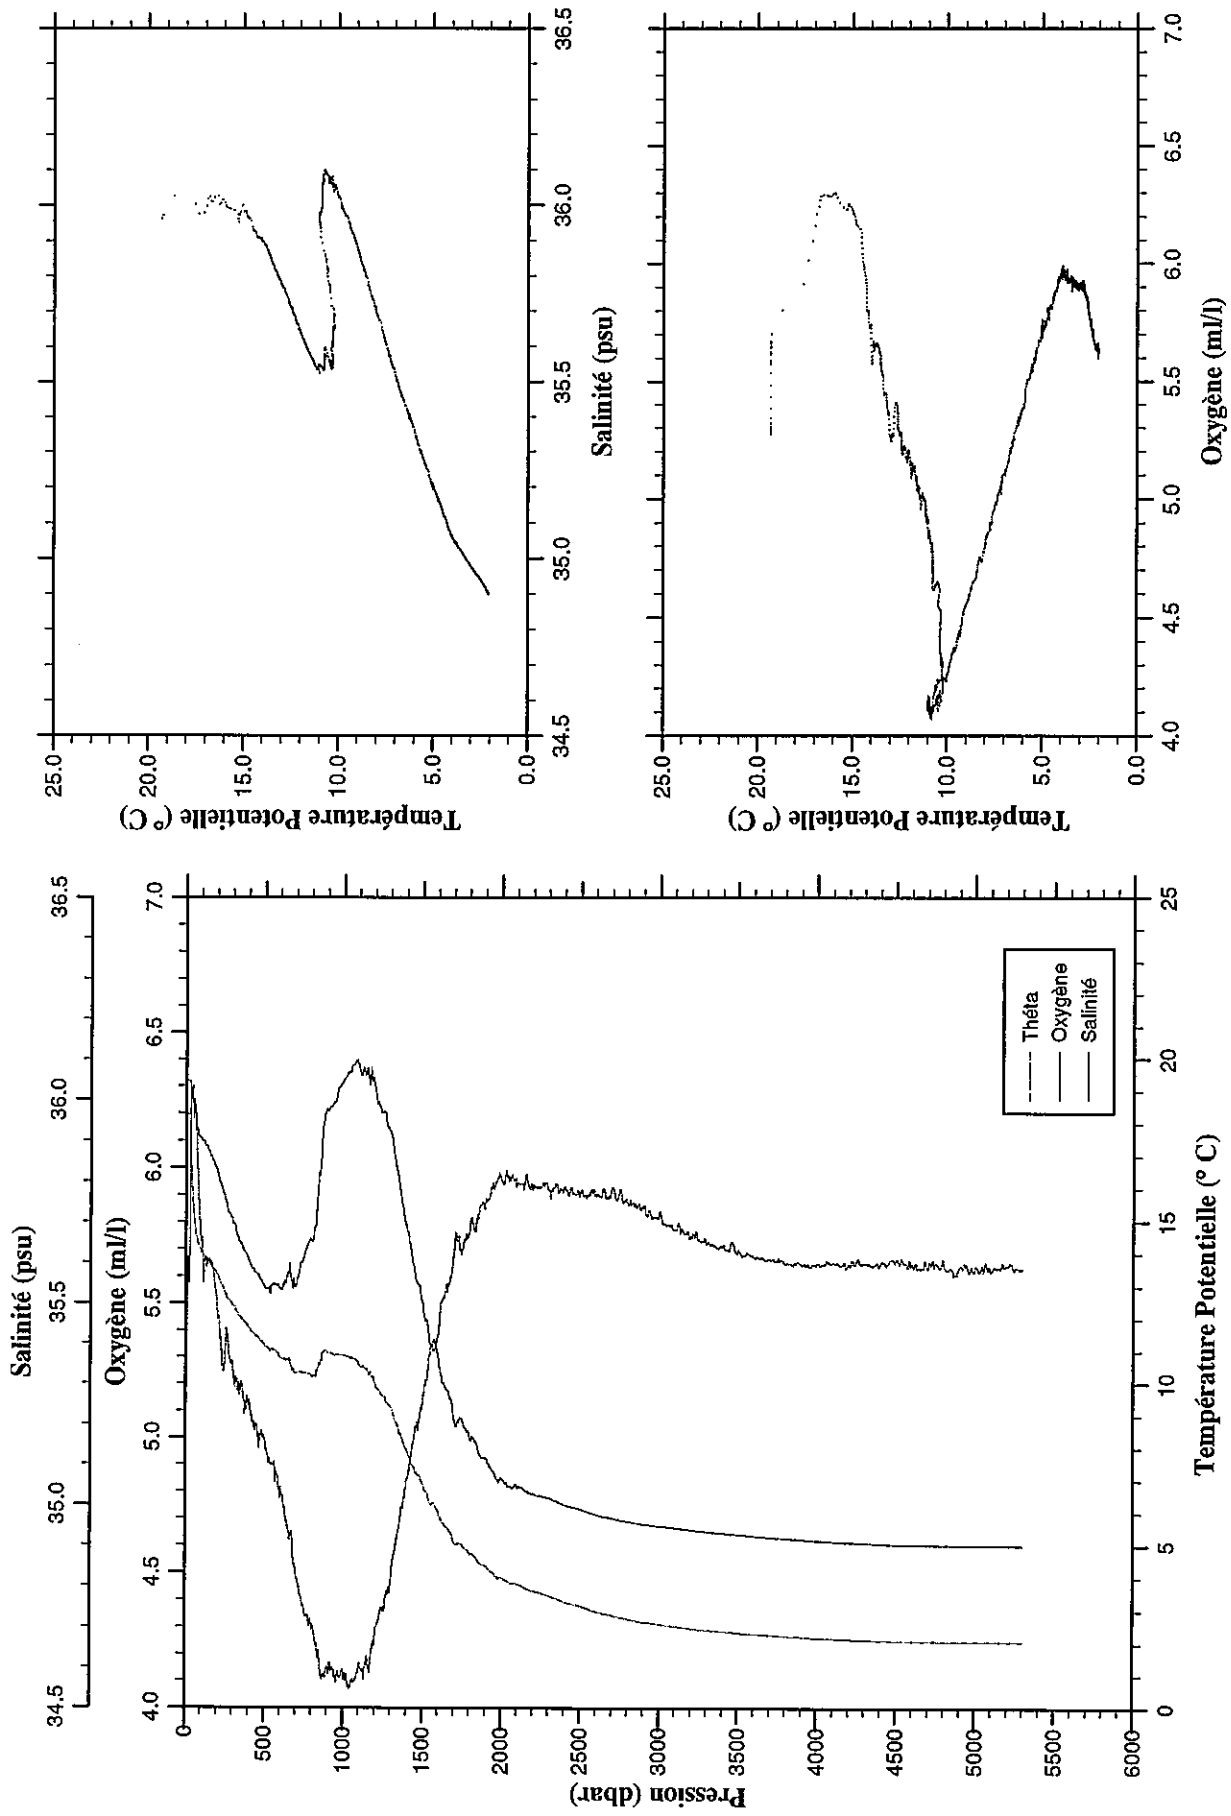 Salinité (psu)
34.5 35.0 35.5 36.0 36.5
Oxygène (ml/l)
4.0 4.5 5.0 5.5 6.0 6.5 7.0
Pression (dbar)
0
500
1000
1500
2000
2500
3000
3500
4000
4500
5000
5500
6000
Théta
Oxygène
Salinité
0 5 10 15 20 25
Température Potentielle (° C)
Température Potentielle (° C)
25.0
20.0
15.0
10.0
5.0
0.0
34.5 35.0 35.5 36.0 36.5
Salinité (psu)
Température Potentielle (° C)
25.0
20.0
15.0
10.0
5.0
0.0
4.0 4.5 5.0 5.5 6.0 6.5 7.0
Oxygène (ml/l)